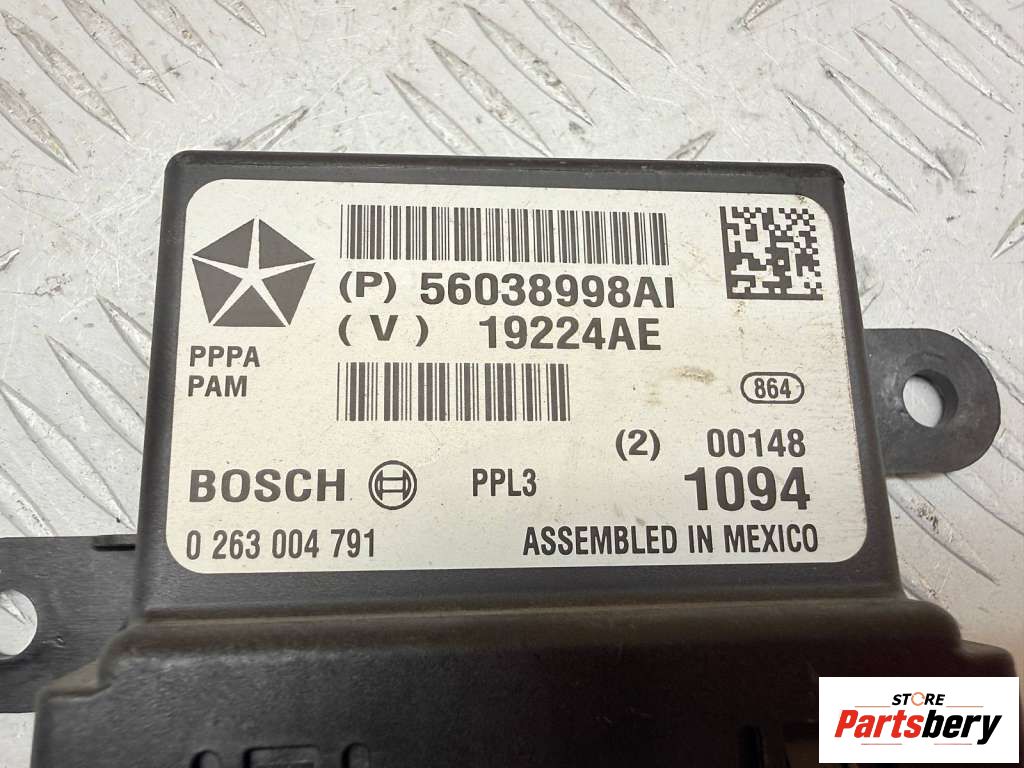 (P) 56038998AI
(V) 19224AE
PPPA
PAM
864
(2) 00148
BOSCH PPL3 1094
0 263 004 791 ASSEMBLED IN MEXICO
STORE
Partsbery